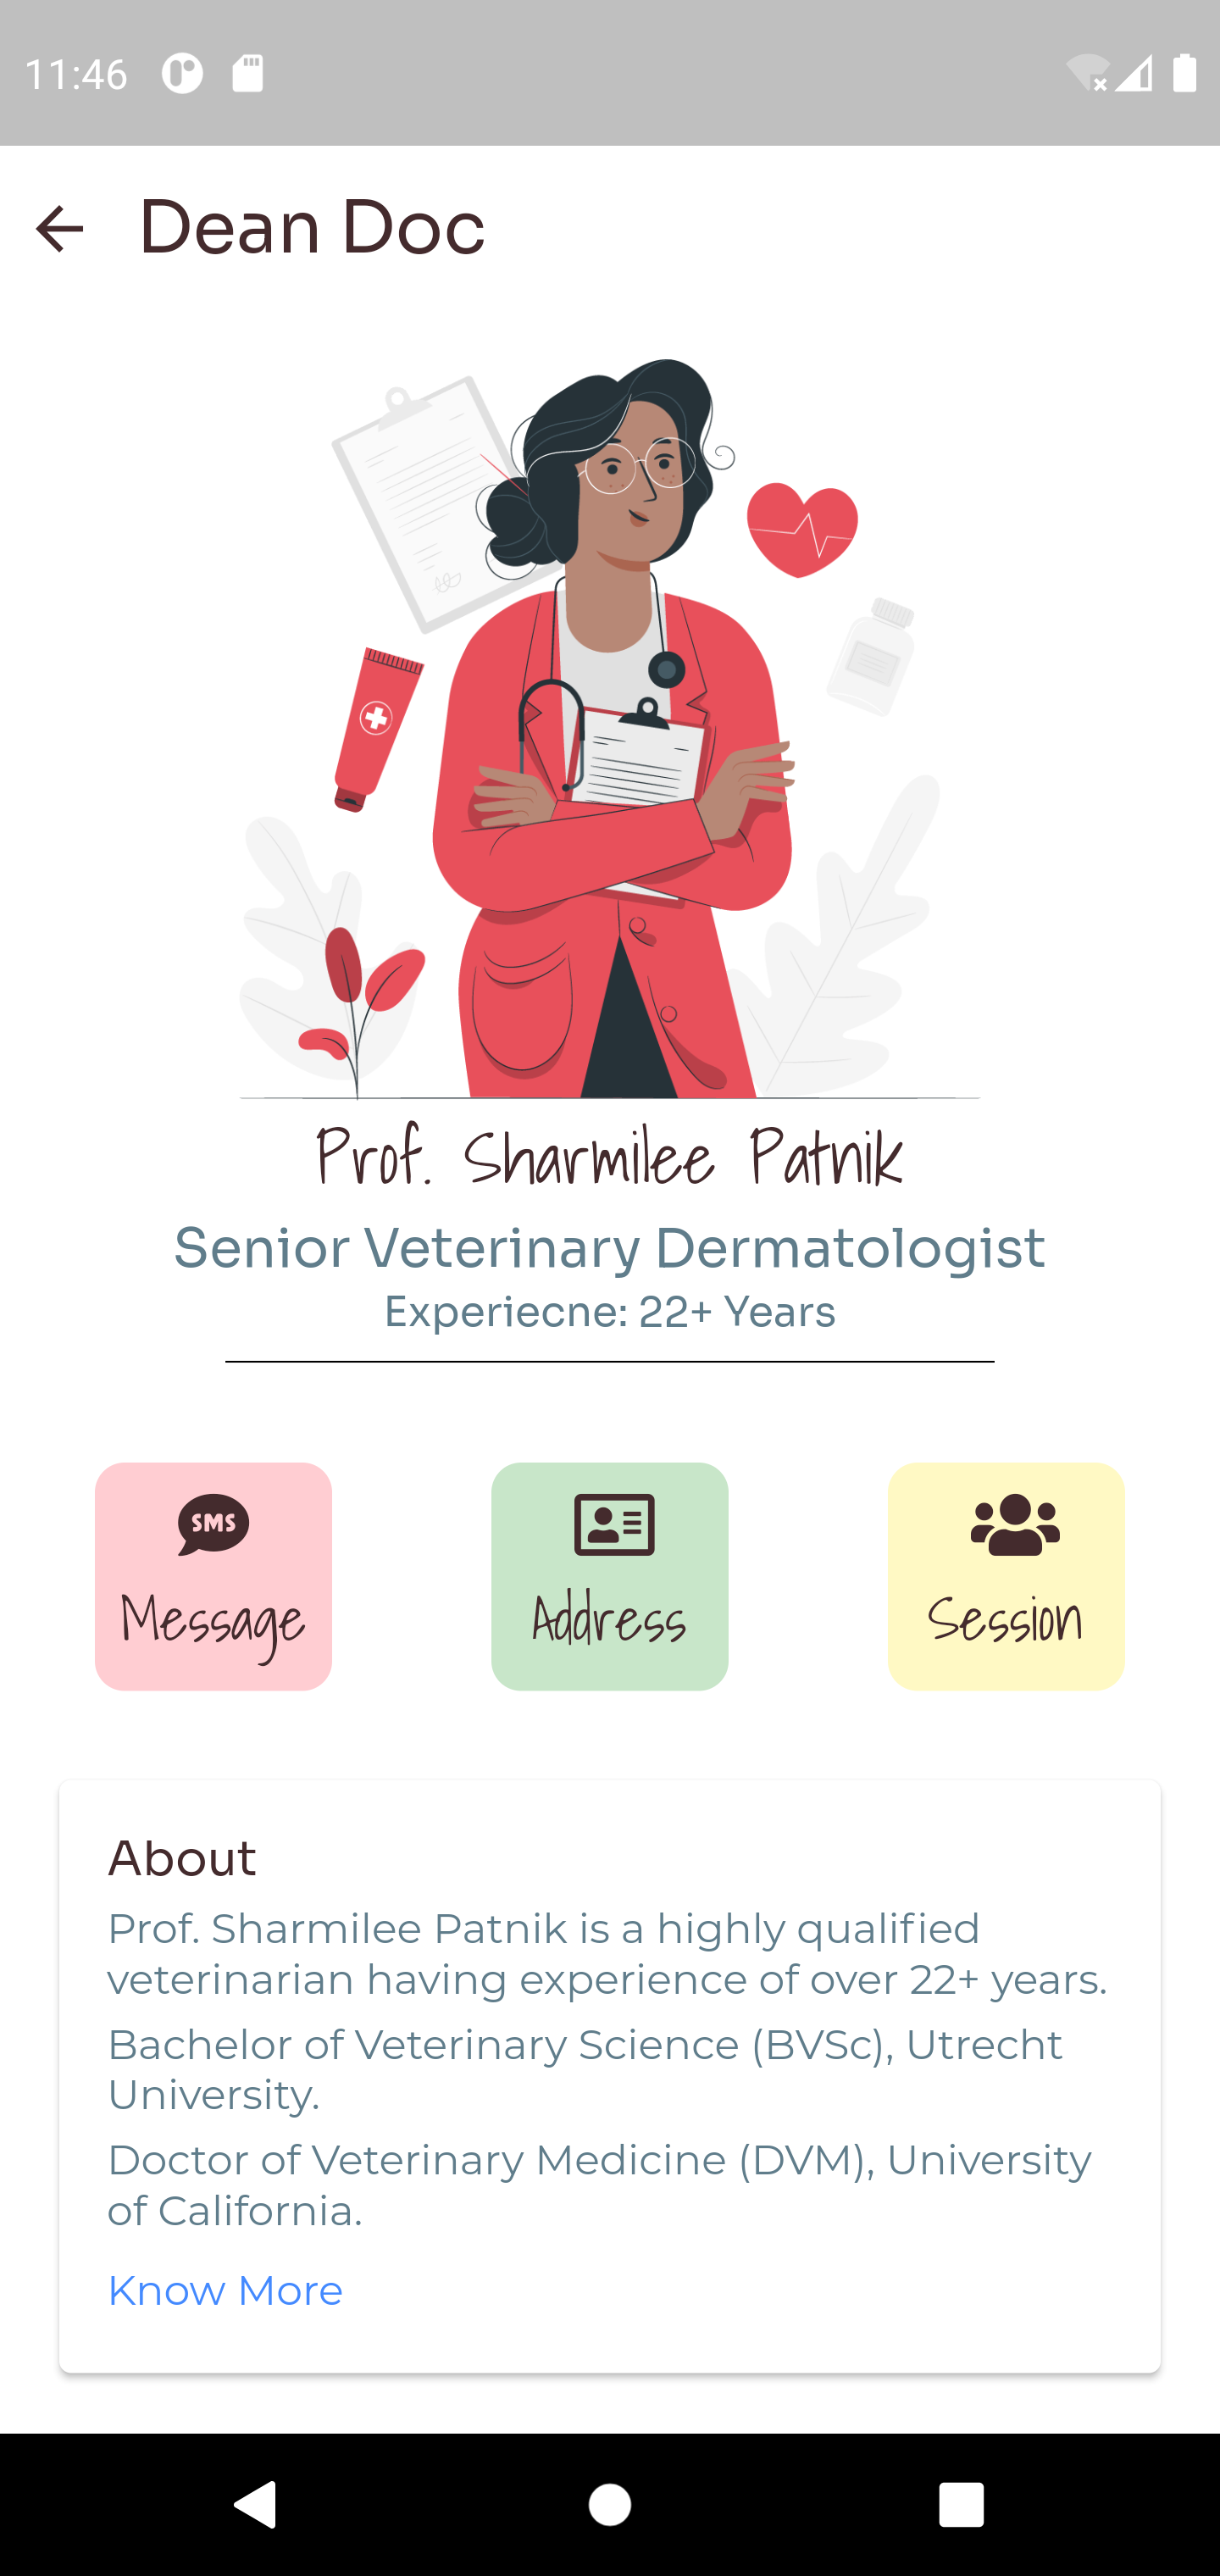 11:46
Dean Doc
Prof. Sharmilee Patnik
Senior Veterinary Dermatologist
Experiecne: 22+ Years
SMS
Message
Address
Session
About
Prof. Sharmilee Patnik is a highly qualified
veterinarian having experience of over 22+ years.
Bachelor of Veterinary Science (BVSc), Utrecht
University.
Doctor of Veterinary Medicine (DVM), University
of California.
Know More